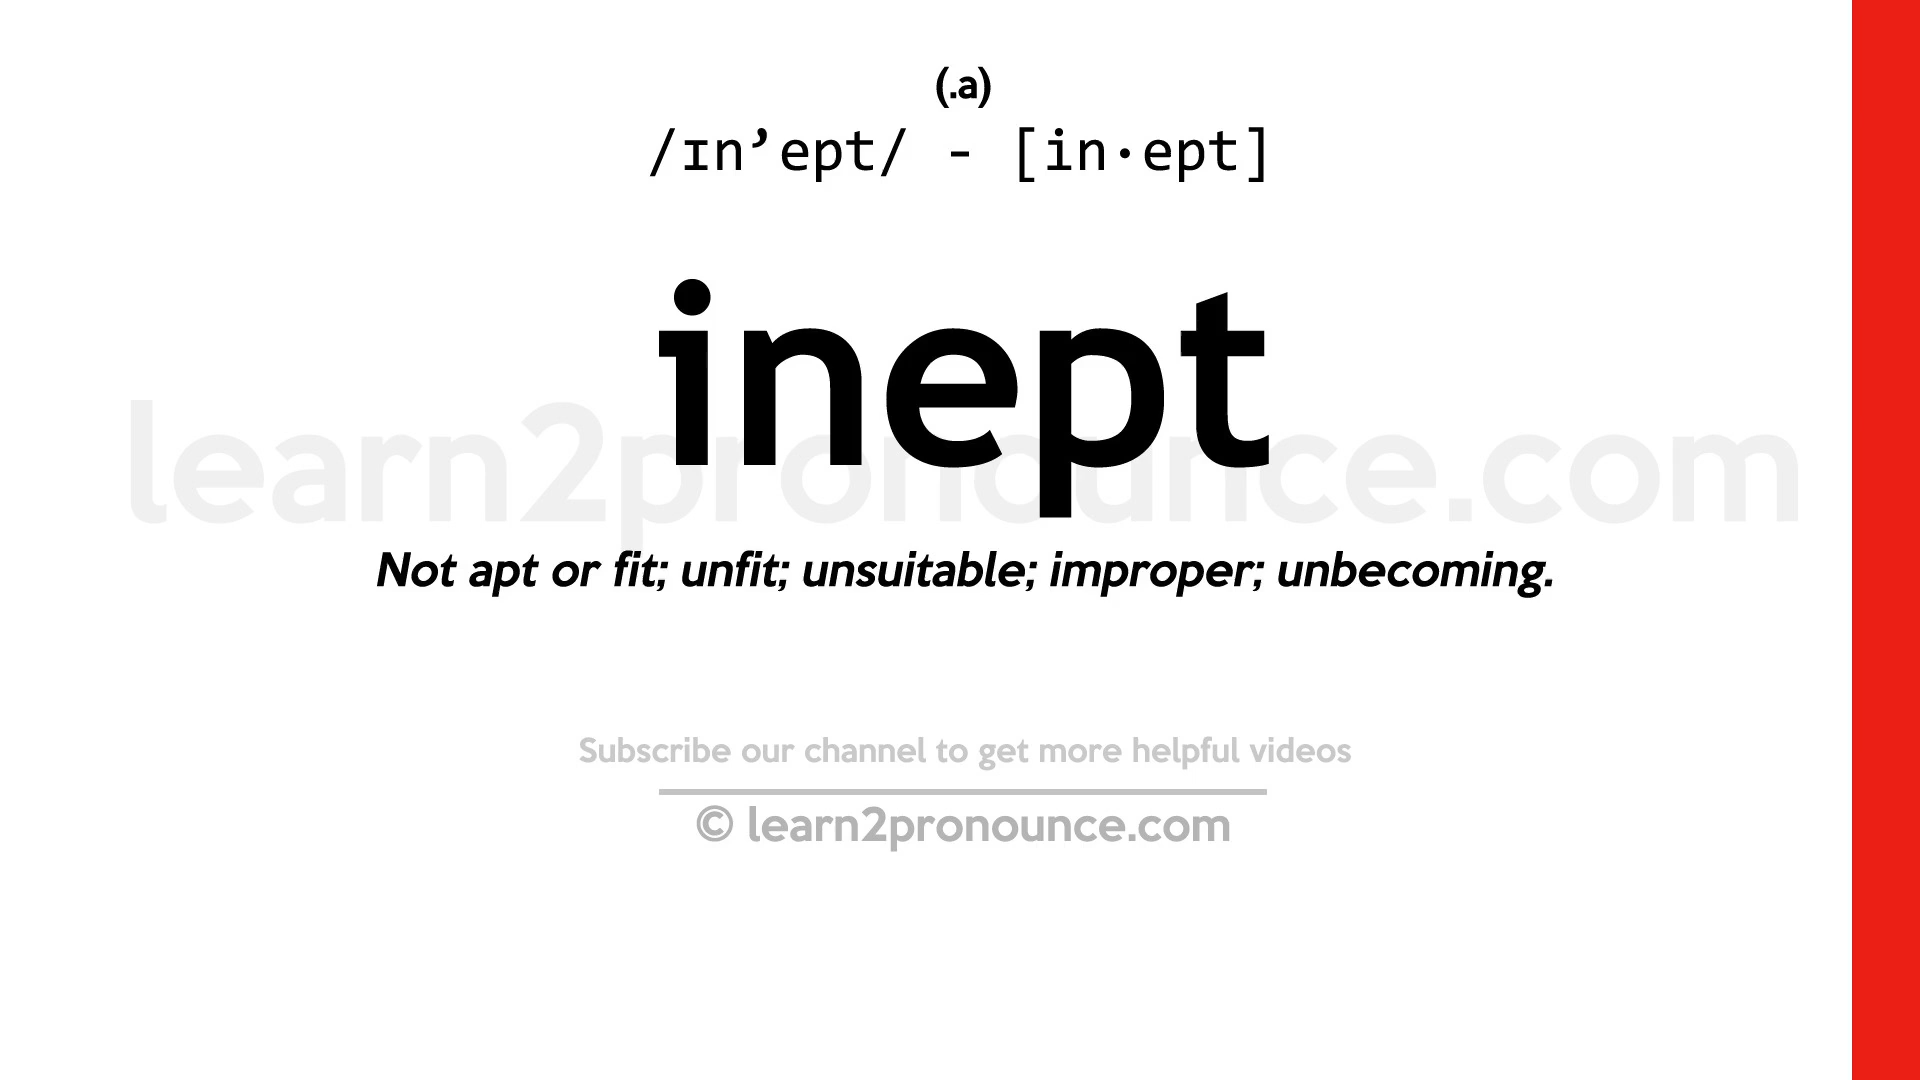 (.a)
/ɪn’ept/ - [in·ept]
inept
learn2pronounce.com
Not apt or fit; unfit; unsuitable; improper; unbecoming.
Subscribe our channel to get more helpful videos
© learn2pronounce.com